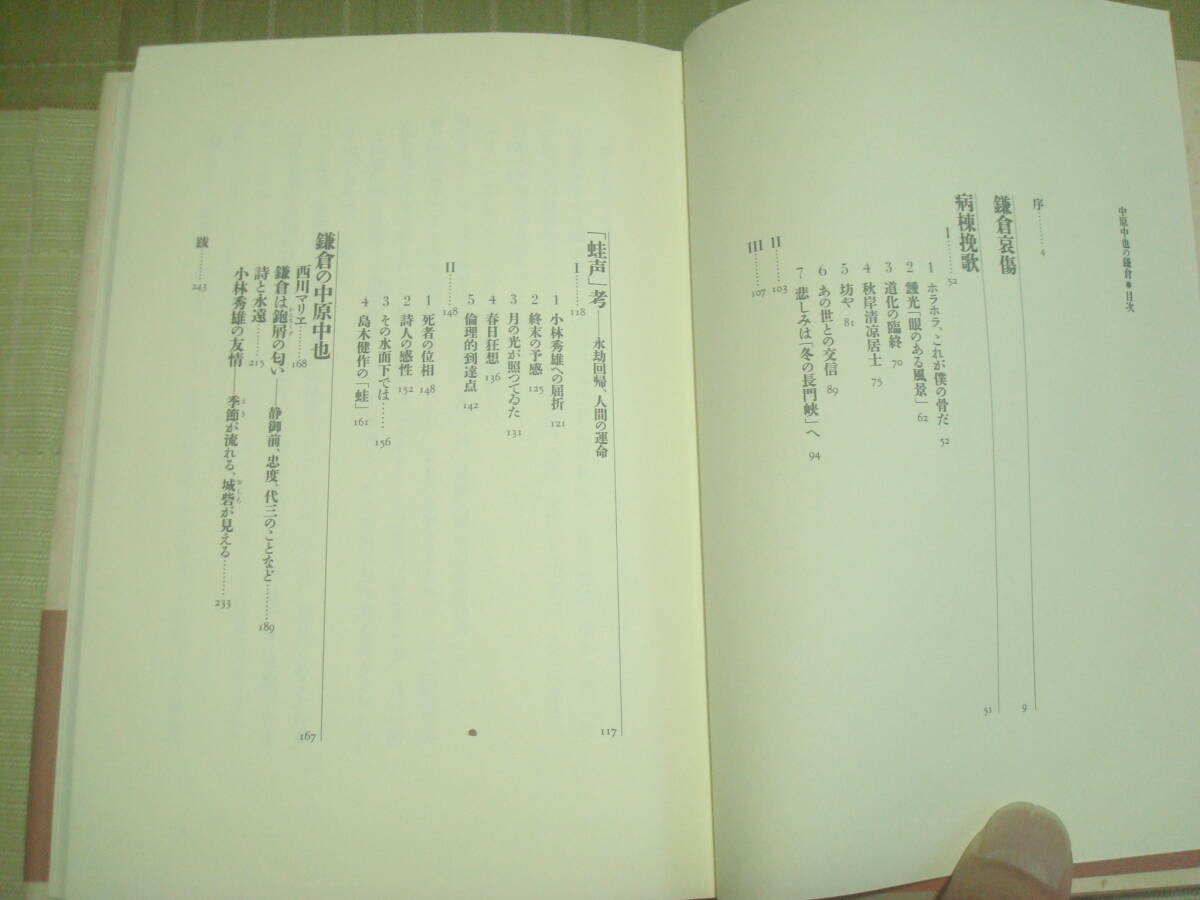 中原中也の鎌倉●目次
序……4
鎌倉哀傷 9
病棟挽歌 51
I……52
1 ホラホラ、これが僕の骨だ 52
2 護光「眼のある風景」 62
3 道化の臨終 70
4 秋岸清凉居士 75
5 坊や 81
6 あの世との交信 89
7 悲しみは「冬の長門峡」へ 94
II……103
III……107
「蛙声」考――永劫回帰、人間の運命 117
I……118
1 小林秀雄への屈折 121
2 終末の予感 125
3 月の光が照つてゐた 131
4 春日狂想 136
5 倫理的到達点 142
II……148
1 死者の位相 148
2 詩人の感性 152
3 その水面下では…… 156
4 島木健作の「蛙」 161
鎌倉の中原中也 167
西川マリエ……168
鎌倉は鉋屑の匂い――静御前、忠度、代三のことなど……189
詩と永遠……215
小林秀雄の友情――季節が流れる、城砦が見える……233
跋……243